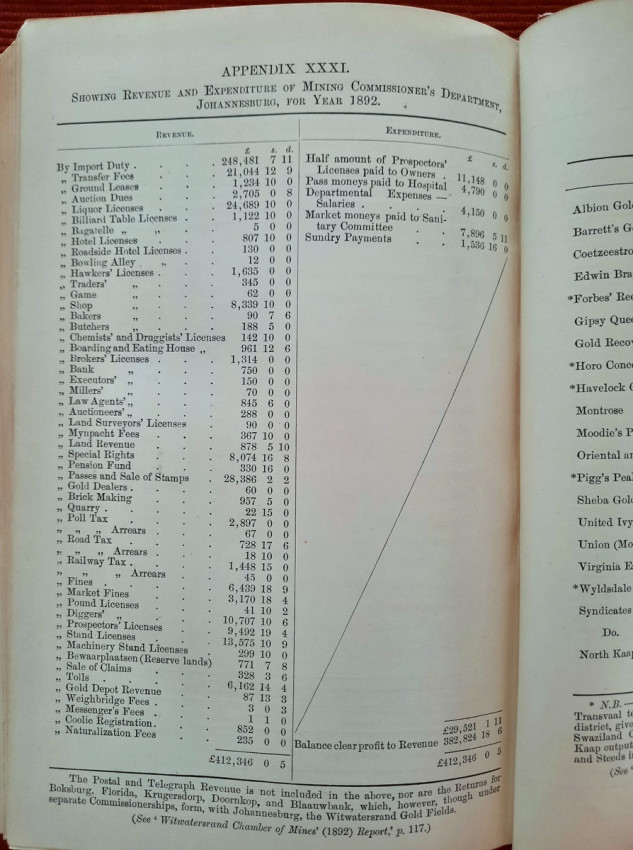 APPENDIX XXXI.
SHOWING REVENUE AND EXPENDITURE OF MINING COMMISSIONER'S DEPARTMENT,
JOHANNESBURG, FOR YEAR 1892.
REVENUE.
£ s. d.
By Import Duty . . . . 248,481 7 11
„ Transfer Fees . . . 21,044 12 9
„ Ground Leases . . . 1,234 10 0
„ Auction Dues . . . 2,705 0 8
„ Liquor Licenses . . . 24,689 10 0
„ Billiard Table Licenses . . 1,122 10 0
„ Bagatelle „ „ . . 5 0 0
„ Hotel Licenses . . . 807 10 0
„ Roadside Hotel Licenses . . 130 0 0
„ Bowling Alley „ . . 12 0 0
„ Hawkers' Licenses . . . 1,635 0 0
„ Traders' „ . . . 345 0 0
„ Game „ . . . 62 0 0
„ Shop „ . . . 8,339 10 0
„ Bakers „ . . . 90 7 6
„ Butchers „ . . . 188 5 0
„ Chemists' and Druggists' Licenses 142 10 0
„ Boarding and Eating House „ 961 12 6
„ Brokers' Licenses . . . 1,314 0 0
„ Bank „ . . . 750 0 0
„ Executors' „ . . . 150 0 0
„ Millers' „ . . . 70 0 0
„ Law Agents' „ . . . 845 6 0
„ Auctioneers' „ . . . 288 0 0
„ Land Surveyors' Licenses . . 90 0 0
„ Mynpacht Fees . . . 367 10 0
„ Land Revenue . . . 878 5 10
„ Special Rights . . . 8,074 16 8
„ Pension Fund . . . 330 16 0
„ Passes and Sale of Stamps . 28,386 2 2
„ Gold Dealers . . . . 60 0 0
„ Brick Making . . . 957 5 0
„ Quarry . . . . 22 15 0
„ Poll Tax . . . 2,897 0 0
„ „ „ Arrears . . 67 0 0
„ Road Tax . . . 728 17 6
„ „ „ Arrears . . 18 10 0
„ Railway Tax . . . 1,448 15 0
„ „ „ Arrears . . 45 0 0
„ Fines . . . . 6,439 18 9
„ Market Fines . . . 3,170 18 4
„ Pound Licenses . . . 41 10 2
„ Diggers' „ . . . 10,707 10 6
„ Prospectors' Licenses . . 9,492 19 4
„ Stand Licenses . . . 13,575 10 9
„ Machinery Stand Licenses . 299 10 0
„ Bewaarplaatsen (Reserve lands) 771 7 8
„ Sale of Claims . . . 328 3 6
„ Tolls . . . . 6,162 14 4
„ Gold Depot Revenue . . 87 13 3
„ Weighbridge Fees . . . 3 0 3
„ Messenger's Fees . . . 1 1 0
„ Coolie Registration . . . 852 0 0
„ Naturalization Fees . . 235 0 0
£412,346 0 5
EXPENDITURE.
£ s. d.
Half amount of Prospectors'
Licenses paid to Owners . 11,148 0 0
Pass moneys paid to Hospital 4,790 0 0
Departmental Expenses —
Salaries . . . . 4,150 0 0
Market moneys paid to Sani-
tary Committee . . 7,896 5 11
Sundry Payments . . 1,536 16 0
£29,521 1 11
Balance clear profit to Revenue 382,824 18 6
£412,346 0 5
The Postal and Telegraph Revenue is not included in the above, nor are the Returns for
Boksburg, Florida, Krugersdorp, Doornkop, and Blaauwbank, which, however, though under
separate Commissionerships, form, with Johannesburg, the Witwatersrand Gold Fields.
(See ‘ Witwatersrand Chamber of Mines’ (1892) Report,’ p. 117.)
Albion Gol
Barrett's G
Coetzeestro
Edwin Bra
*Forbes' Ree
Gipsy Que
Gold Recov
*Horo Conc
*Havelock C
Montrose
Moodie's P
Oriental an
*Pigg's Pea
Sheba Gol
United Ivy
Union (Mo
Virginia E
*Wyldsdale
Syndicates
Do.
North Kaap
* N.B.—
Transvaal to
district, give
Swaziland C
Kaap output
and Steeds i
(See